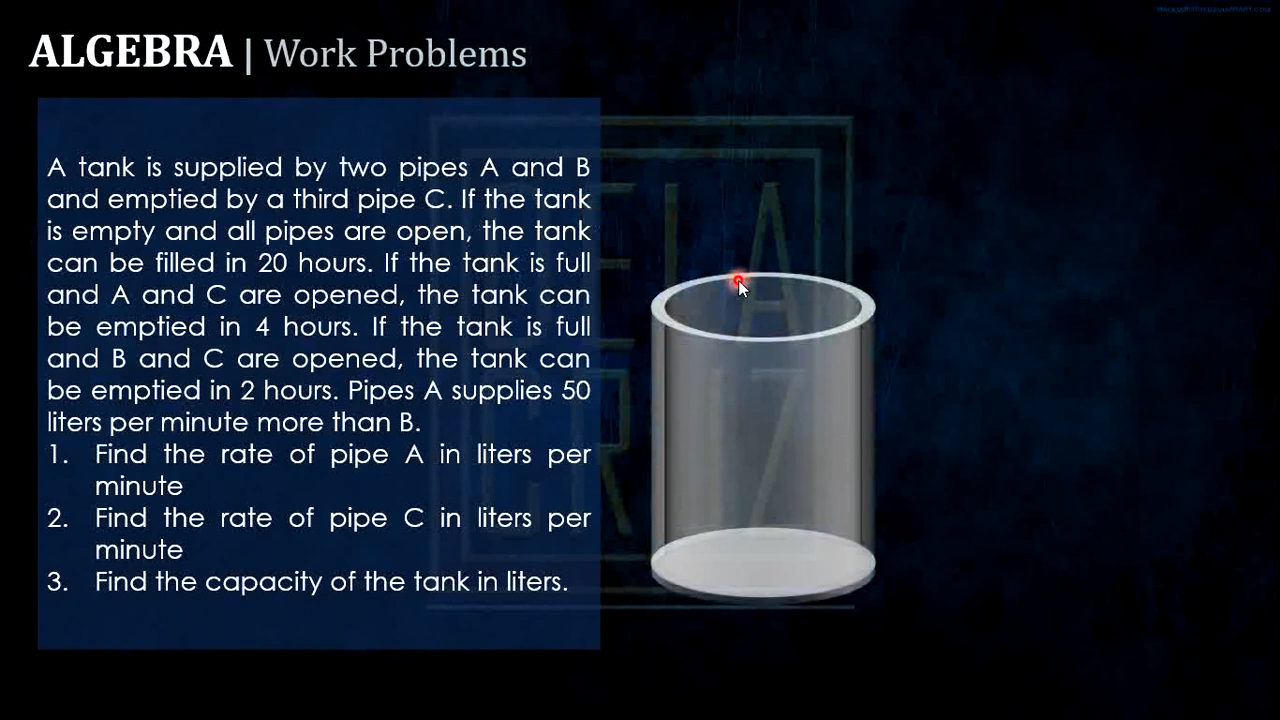 ALGEBRA | Work Problems
A tank is supplied by two pipes A and B
and emptied by a third pipe C. If the tank
is empty and all pipes are open, the tank
can be filled in 20 hours. If the tank is full
and A and C are opened, the tank can
be emptied in 4 hours. If the tank is full
and B and C are opened, the tank can
be emptied in 2 hours. Pipes A supplies 50
liters per minute more than B.
1. Find the rate of pipe A in liters per
minute
2. Find the rate of pipe C in liters per
minute
3. Find the capacity of the tank in liters.